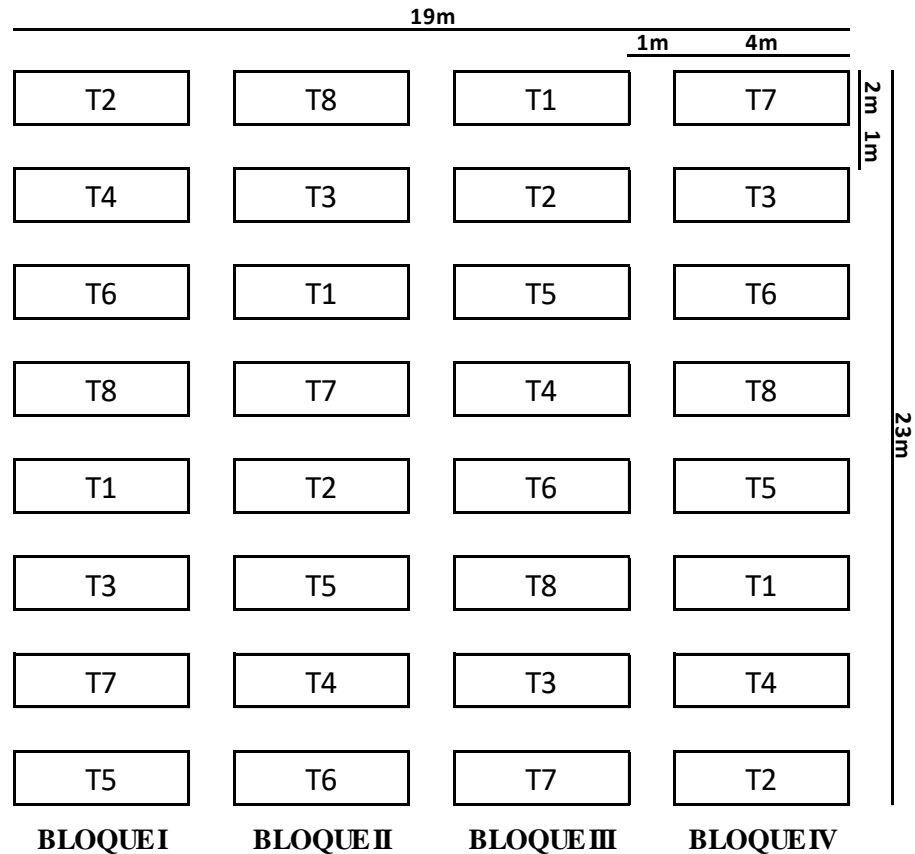 19m
1m 4m
T2 T8 T1 T7
2m 1m
T4 T3 T2 T3
T6 T1 T5 T6
T8 T7 T4 T8
23m
T1 T2 T6 T5
T3 T5 T8 T1
T7 T4 T3 T4
T5 T6 T7 T2
BLOQUE I BLOQUE II BLOQUE III BLOQUE IV